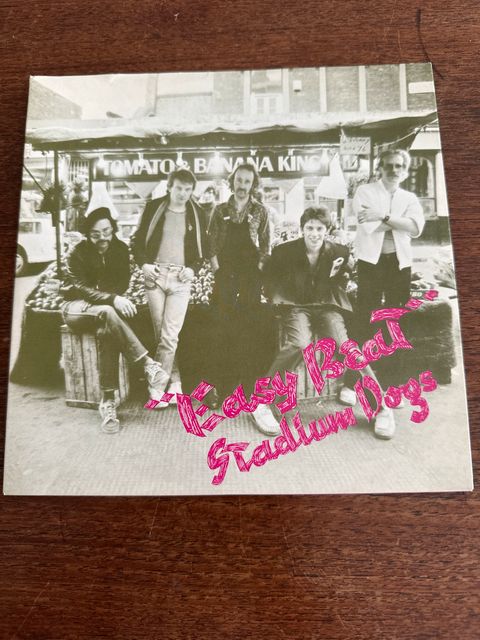 TOMATO & BANANA KING
"Easy Beat"
Stadium Dogs